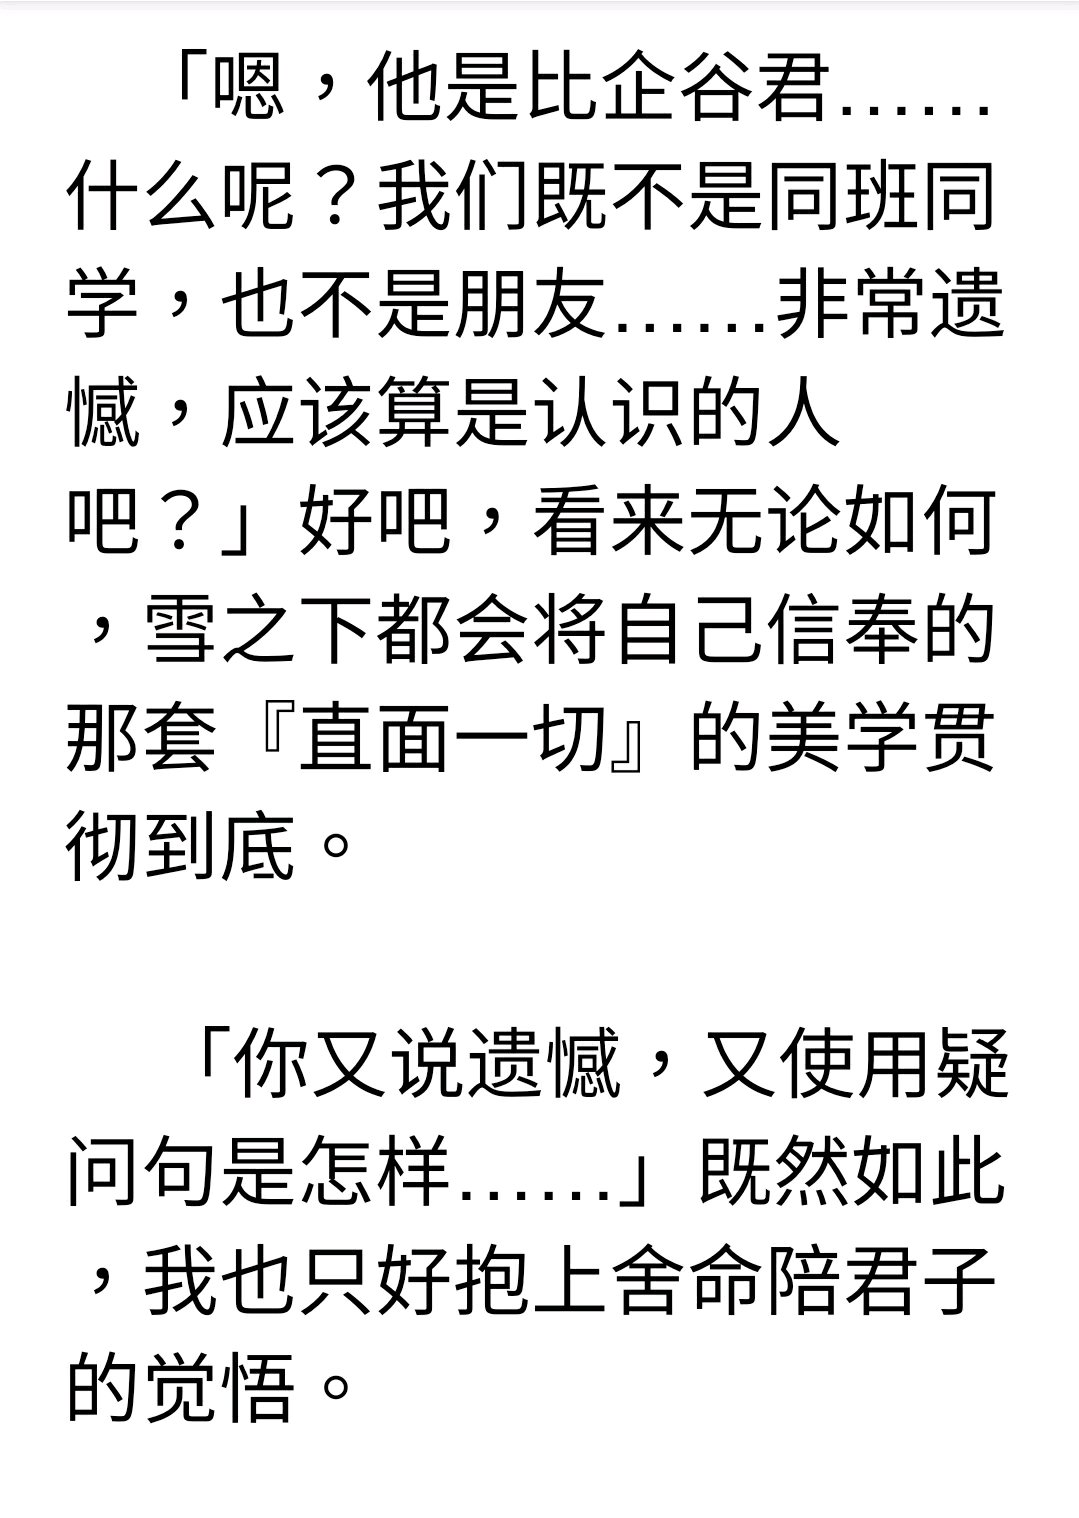 「嗯，他是比企谷君……
什么呢？我们既不是同班同
学，也不是朋友……非常遗
憾，应该算是认识的人
吧？」好吧，看来无论如何
，雪之下都会将自己信奉的
那套『直面一切』的美学贯
彻到底。
「你又说遗憾，又使用疑
问句是怎样……」既然如此
，我也只好抱上舍命陪君子
的觉悟。